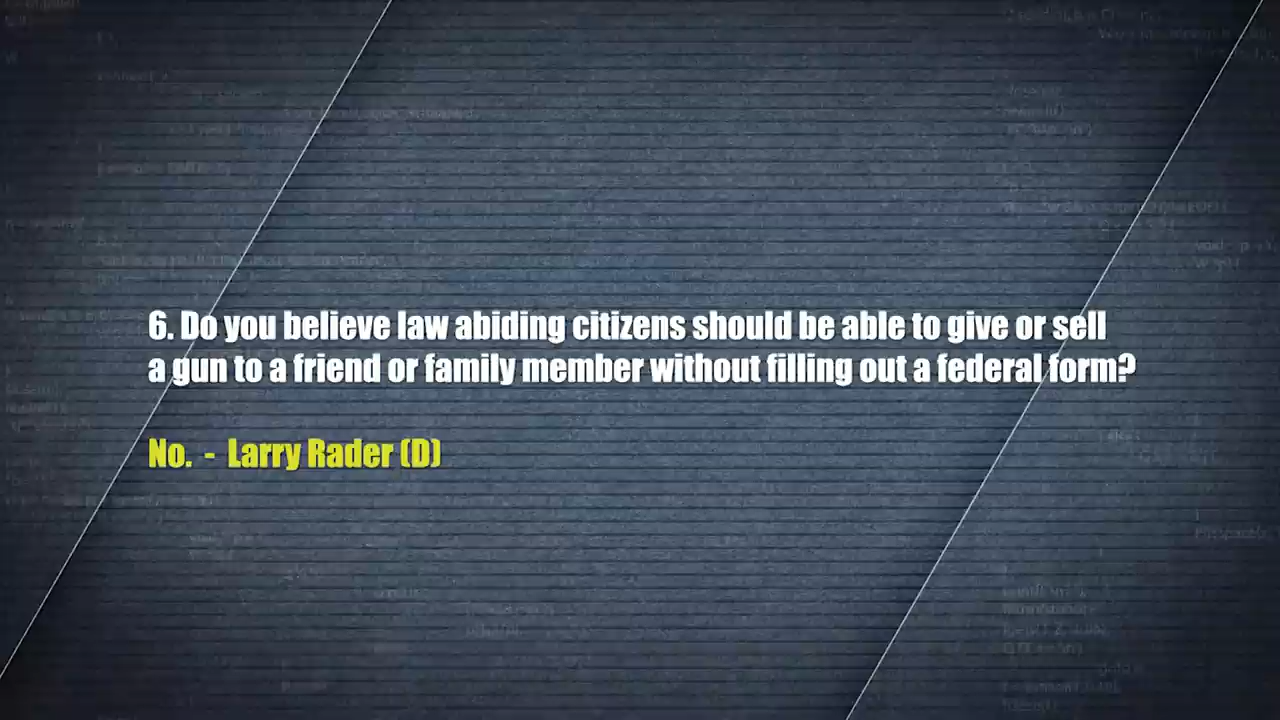 6. Do you believe law abiding citizens should be able to give or sell
a gun to a friend or family member without filling out a federal form?
No. - Larry Rader (D)